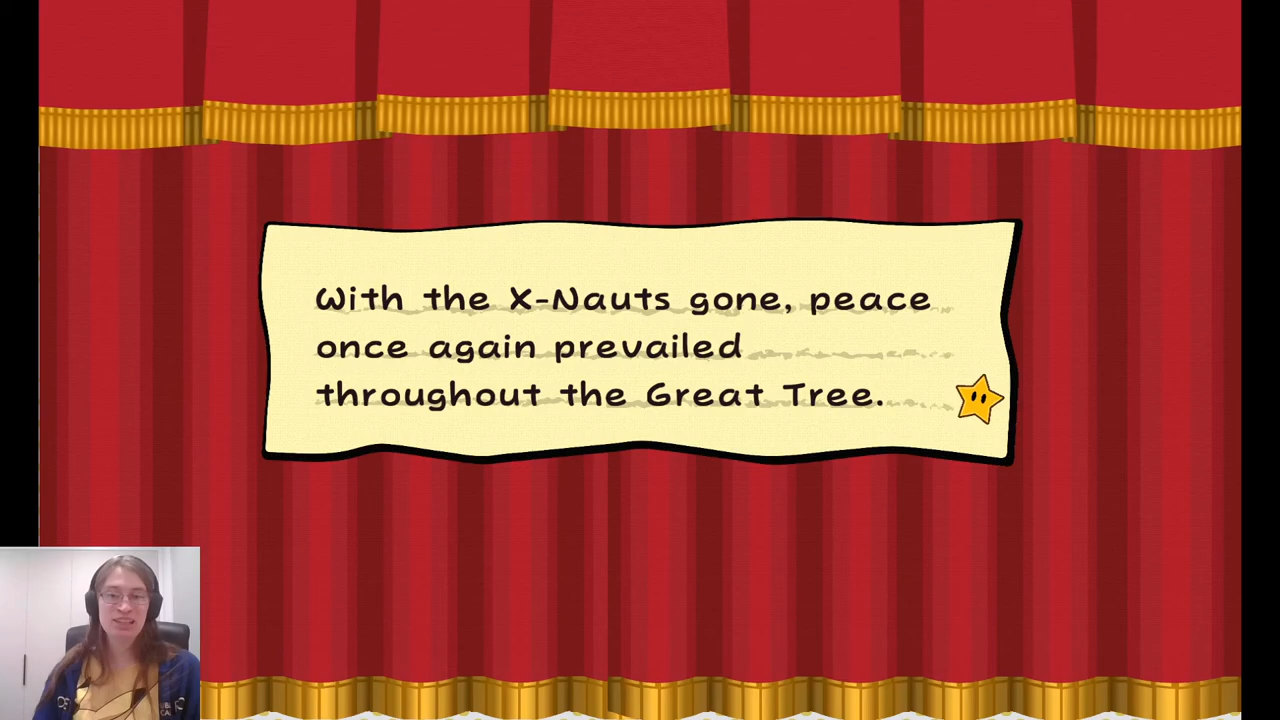 With the X-Nauts gone, peace
once again prevailed
throughout the Great Tree.